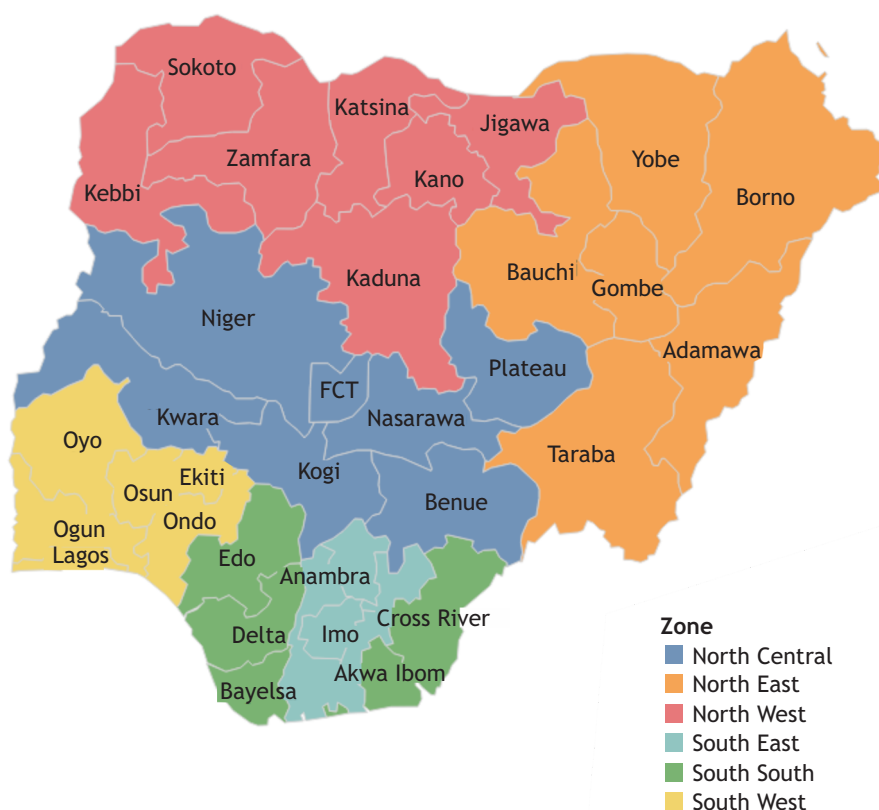 Sokoto
Katsina
Jigawa
Zamfara
Kano
Yobe
Kebbi
Borno
Kaduna
Bauchi
Gombe
Niger
Adamawa
FCT
Plateau
Kwara
Nasarawa
Oyo
Taraba
Ekiti
Kogi
Osun
Benue
Ondo
Ogun
Lagos
Edo
Anambra
Cross River
Delta
Imo
Akwa Ibom
Bayelsa
Zone
North Central
North East
North West
South East
South South
South West